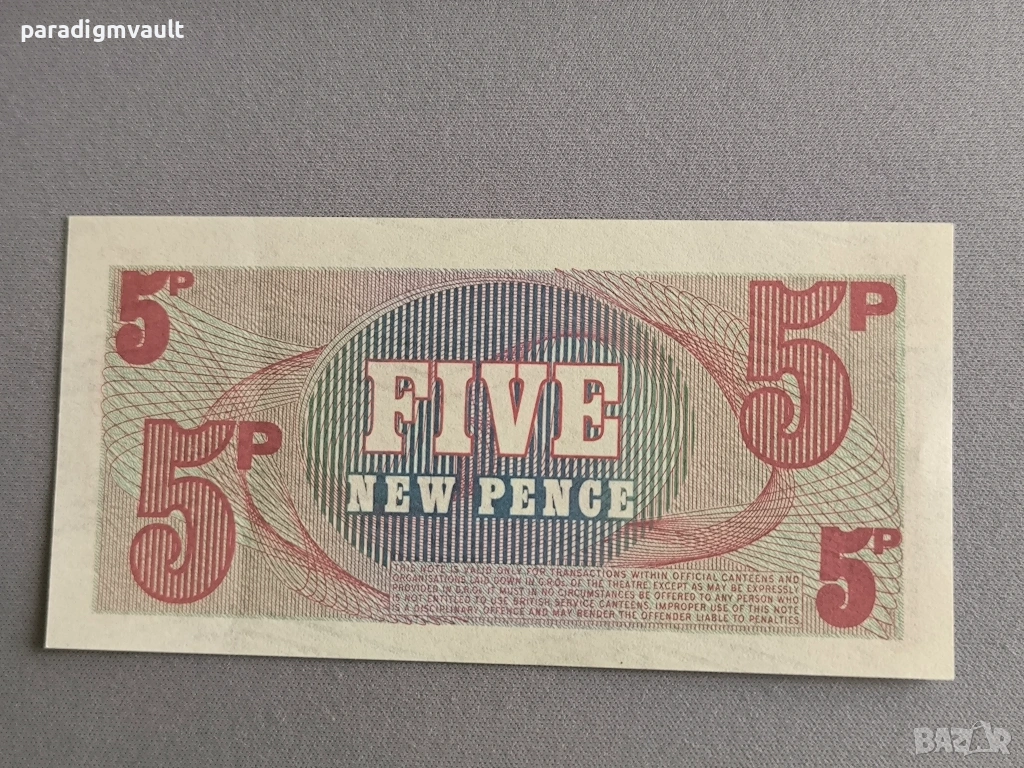 paradigmvault
5P
5P
5P
FIVE
NEW PENCE
THIS NOTE IS VALID ONLY FOR TRANSACTIONS WITHIN OFFICIAL CANTEENS AND
ORGANISATIONS LAID DOWN IN G.R.Os. OF THE THEATRE, EXCEPT AS MAY BE EXPRESSLY
PROVIDED IN G.R.Os. IT MUST IN NO CIRCUMSTANCES BE OFFERED TO ANY PERSON WHO
IS NOT ENTITLED TO USE BRITISH SERVICE CANTEENS. IMPROPER USE OF THIS NOTE
IS A DISCIPLINARY OFFENCE AND MAY RENDER THE OFFENDER LIABLE TO PENALTIES.
5P
BAZAR